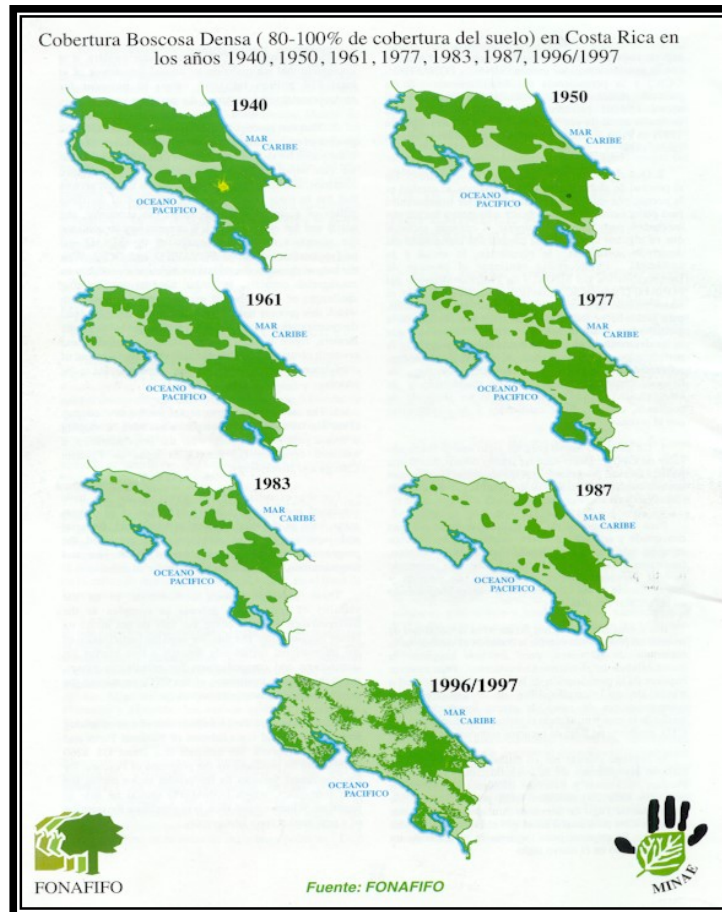 Cobertura Boscosa Densa ( 80-100% de cobertura del suelo) en Costa Rica en
los años 1940, 1950, 1961, 1977, 1983, 1987, 1996/1997
1940
MAR
CARIBE
OCEANO
PACIFICO
1950
MAR
CARIBE
OCEANO
PACIFICO
1961
MAR
CARIBE
OCEANO
PACIFICO
1977
MAR
CARIBE
OCEANO
PACIFICO
1983
MAR
CARIBE
OCEANO
PACIFICO
1987
MAR
CARIBE
OCEANO
PACIFICO
1996/1997
MAR
CARIBE
OCEANO
PACIFICO
FONAFIFO
Fuente: FONAFIFO
MINAE